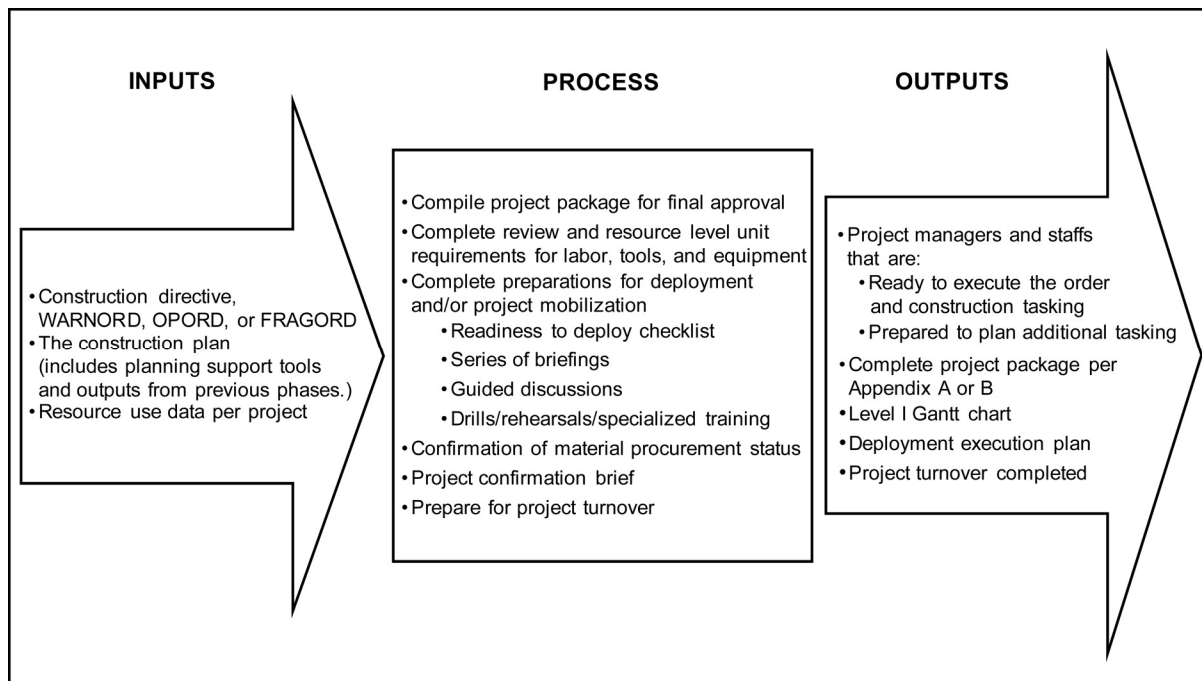 INPUTS
• Construction directive,
WARNORD, OPORD, or FRAGORD
• The construction plan
(includes planning support tools
and outputs from previous phases.)
• Resource use data per project
PROCESS
• Compile project package for final approval
• Complete review and resource level unit
requirements for labor, tools, and equipment
• Complete preparations for deployment
and/or project mobilization
• Readiness to deploy checklist
• Series of briefings
• Guided discussions
• Drills/rehearsals/specialized training
• Confirmation of material procurement status
• Project confirmation brief
• Prepare for project turnover
OUTPUTS
• Project managers and staffs
that are:
• Ready to execute the order
and construction tasking
• Prepared to plan additional tasking
• Complete project package per
Appendix A or B
• Level I Gantt chart
• Deployment execution plan
• Project turnover completed